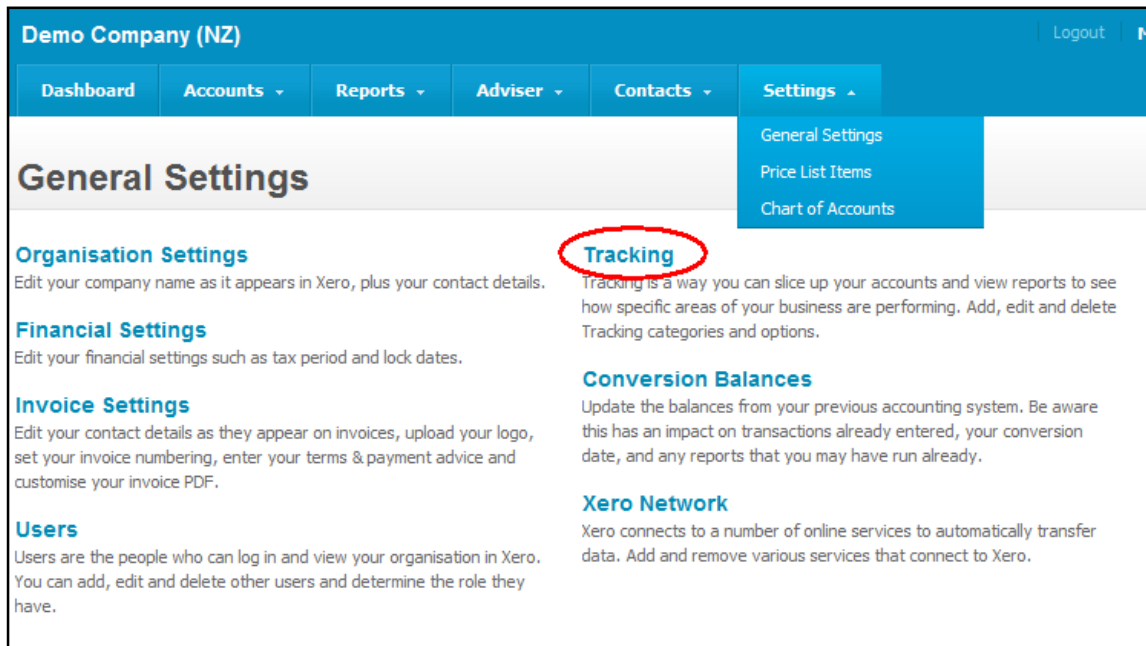 Demo Company (NZ)
Logout
Dashboard Accounts Reports Adviser Contacts Settings
General Settings
Price List Items
Chart of Accounts
General Settings
Organisation Settings
Edit your company name as it appears in Xero, plus your contact details.
Financial Settings
Edit your financial settings such as tax period and lock dates.
Invoice Settings
Edit your contact details as they appear on invoices, upload your logo,
set your invoice numbering, enter your terms & payment advice and
customise your invoice PDF.
Users
Users are the people who can log in and view your organisation in Xero.
You can add, edit and delete other users and determine the role they
have.
Tracking
Tracking is a way you can slice up your accounts and view reports to see
how specific areas of your business are performing. Add, edit and delete
Tracking categories and options.
Conversion Balances
Update the balances from your previous accounting system. Be aware
this has an impact on transactions already entered, your conversion
date, and any reports that you may have run already.
Xero Network
Xero connects to a number of online services to automatically transfer
data. Add and remove various services that connect to Xero.